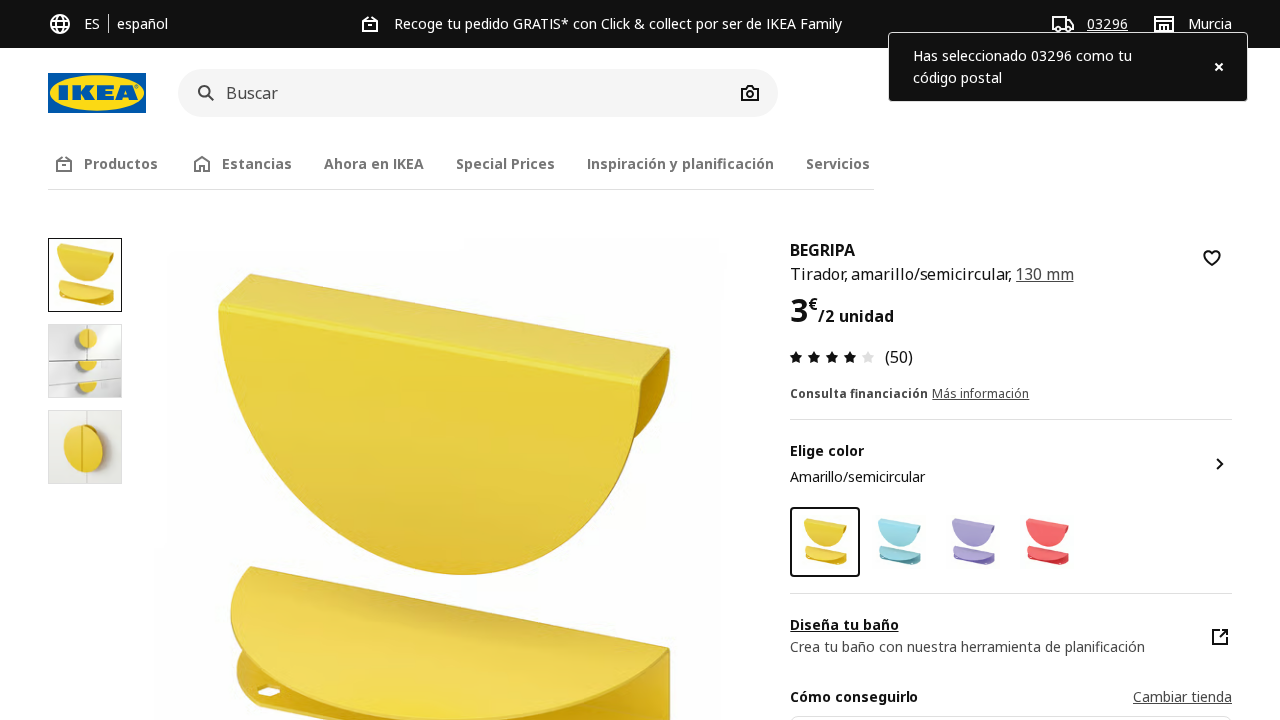 ES | español
Recoge tu pedido GRATIS* con Click & collect por ser de IKEA Family
03296
Murcia
Has seleccionado 03296 como tu
código postal
IKEA
Buscar
Productos
Estancias
Ahora en IKEA
Special Prices
Inspiración y planificación
Servicios
BEGRIPA
Tirador, amarillo/semicircular, 130 mm
3€/2 unidad
(50)
Consulta financiación Más información
Elige color
Amarillo/semicircular
Diseña tu baño
Crea tu baño con nuestra herramienta de planificación
Cómo conseguirlo
Cambiar tienda